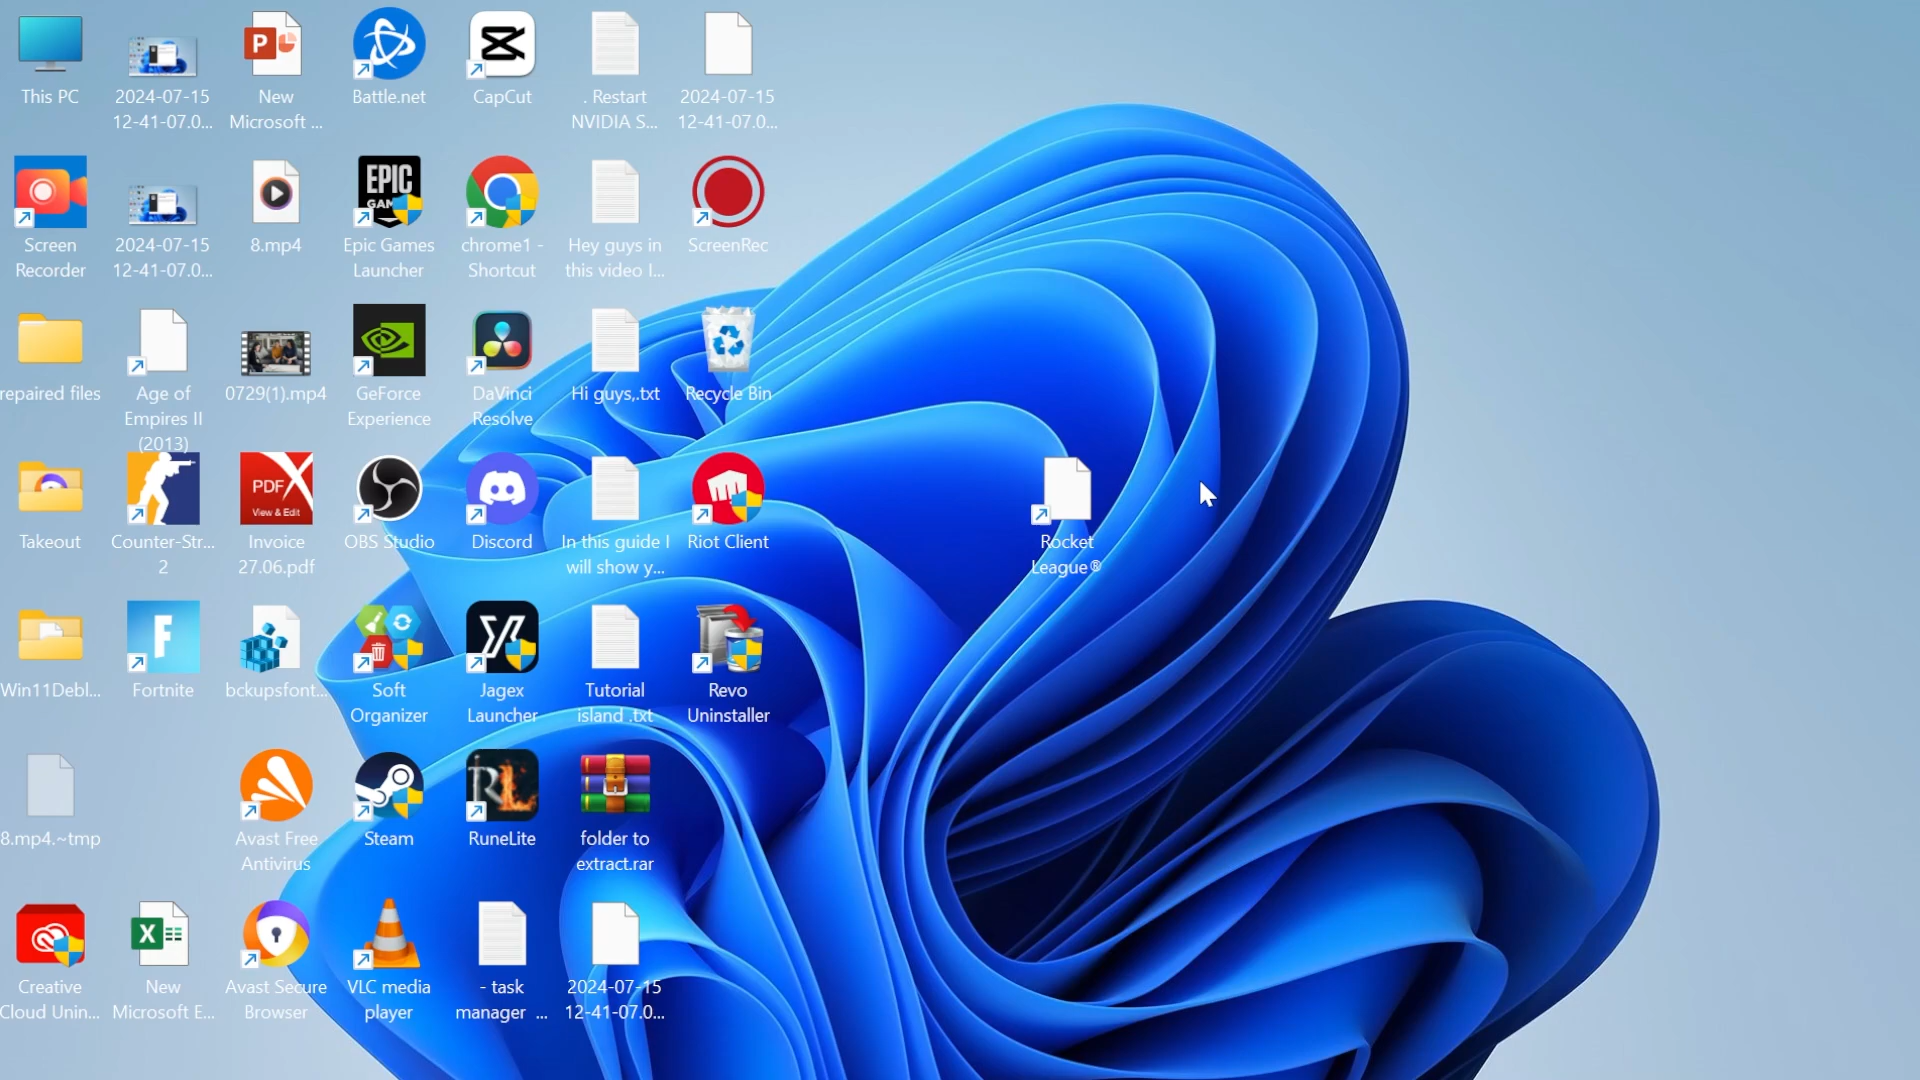 This PC
2024-07-15
12-41-07.0...
New
Microsoft ...
Battle.net
CapCut
. Restart
NVIDIA S...
2024-07-15
12-41-07.0...
Screen
Recorder
2024-07-15
12-41-07.0...
8.mp4
EPIC
GAM
Epic Games
Launcher
chrome1 -
Shortcut
Hey guys in
this video I...
ScreenRec
repaired files
Age of
Empires II
(2013)
0729(1).mp4
GeForce
Experience
DaVinci
Resolve
Hi guys,.txt
Recycle Bin
Takeout
Counter-Str...
2
PDF
View & Edit
Invoice
27.06.pdf
OBS Studio
Discord
In this guide I
will show y...
Riot Client
Rocket
League®
Win11Debl...
F
Fortnite
bckupsfont...
Soft
Organizer
Jagex
Launcher
Tutorial
island .txt
Revo
Uninstaller
8.mp4.~tmp
Avast Free
Antivirus
Steam
RL
RuneLite
folder to
extract.rar
Creative
Cloud Unin...
X
New
Microsoft E...
Avast Secure
Browser
VLC media
player
- task
manager ...
2024-07-15
12-41-07.0...